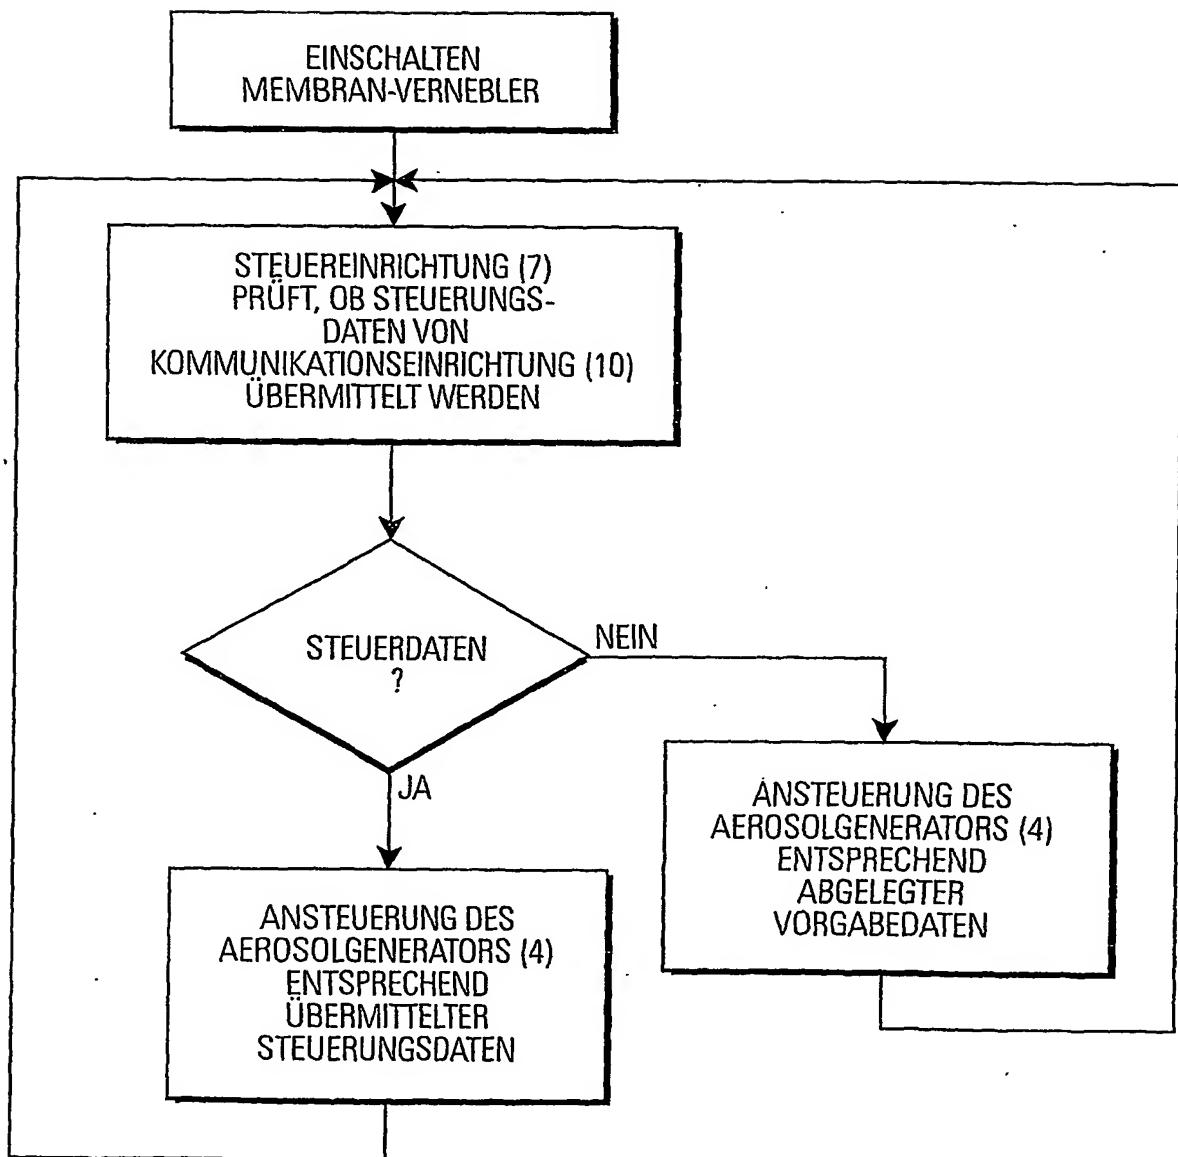 EINSCHALTEN
MEMBRAN-VERNEBLER
STEUEREINRICHTUNG (7)
PRÜFT, OB STEUERUNGS-
DATEN VON
KOMMUNIKATIONSEINRICHTUNG (10)
ÜBERMITTELT WERDEN
STEUERDATEN
?
NEIN
JA
ANSTEUERUNG DES
AEROSOLGENERATORS (4)
ENTSPRECHEND
ABGELEGTER
VORGABEDATEN
ANSTEUERUNG DES
AEROSOLGENERATORS (4)
ENTSPRECHEND
ÜBERMITTELTER
STEUERUNGSDATEN